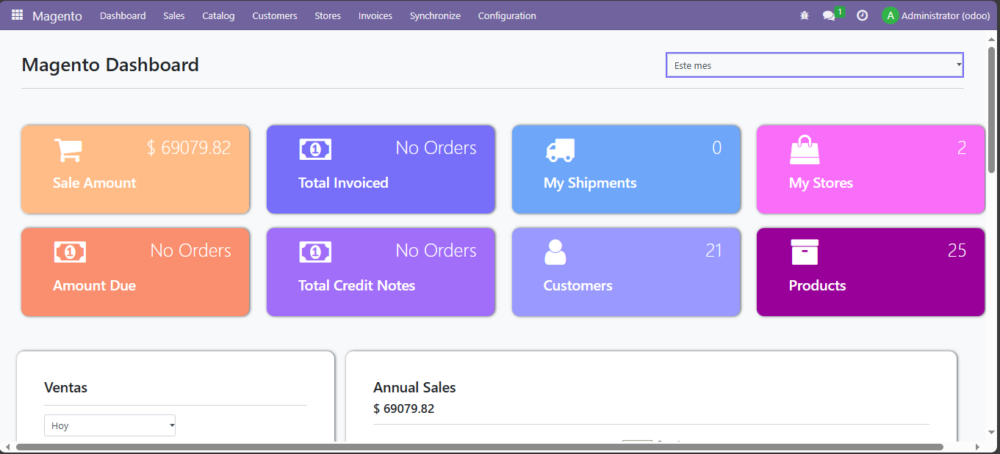 Magento Dashboard Sales Catalog Customers Stores Invoices Synchronize Configuration 1 A Administrator (odoo)
Magento Dashboard
Este mes
$ 69079.82
Sale Amount
No Orders
Total Invoiced
0
My Shipments
2
My Stores
1 No Orders
Amount Due
1 No Orders
Total Credit Notes
21
Customers
25
Products
Ventas
Hoy
Annual Sales
$ 69079.82